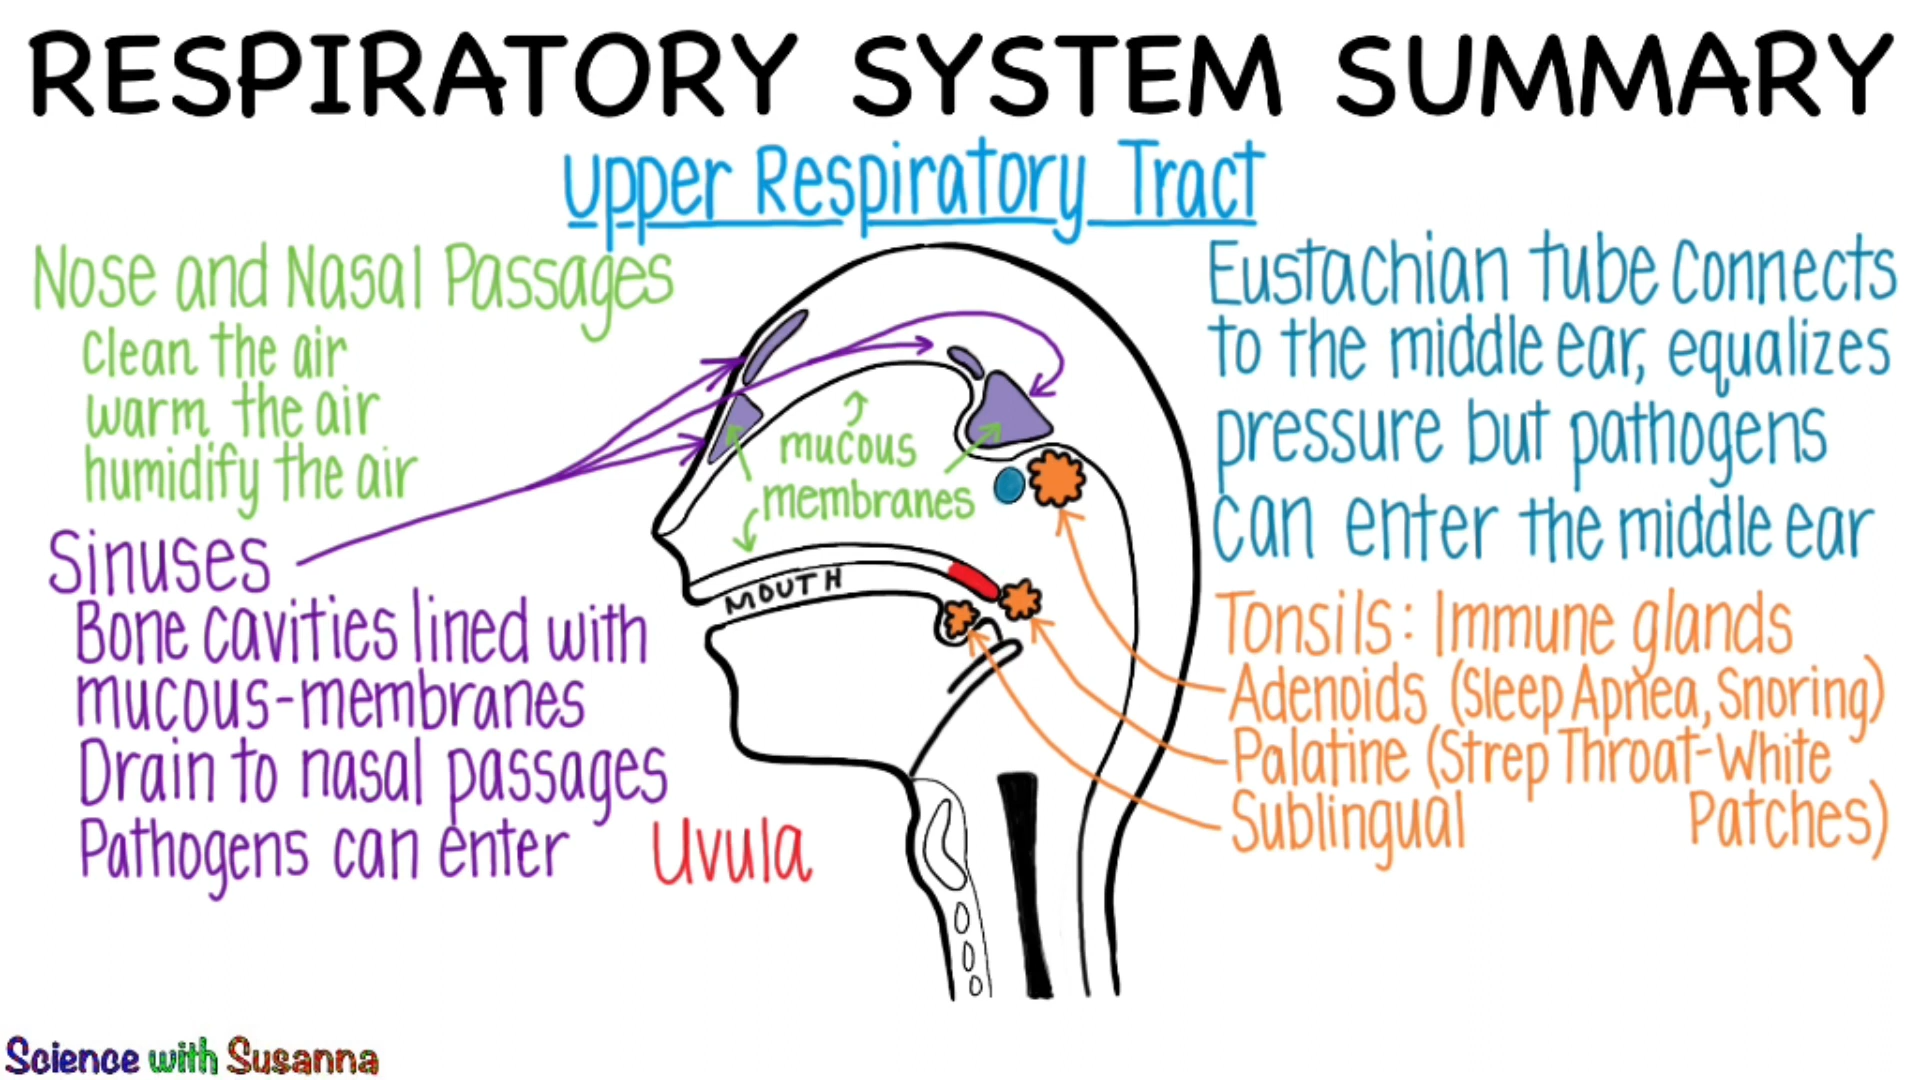 RESPIRATORY SYSTEM SUMMARY
Upper Respiratory Tract
Nose and Nasal Passages
Clean the air
warm the air
humidify the air
Sinuses
Bone cavities lined with
mucous-membranes
Drain to nasal passages
Pathogens can enter
Uvula
mucous
membranes
MOUTH
Eustachian tube connects
to the middle ear, equalizes
pressure but pathogens
can enter the middle ear
Tonsils: Immune glands
Adenoids (Sleep Apnea, Snoring)
Palatine (Strep Throat-White
Patches)
Sublingual
Science with Susanna